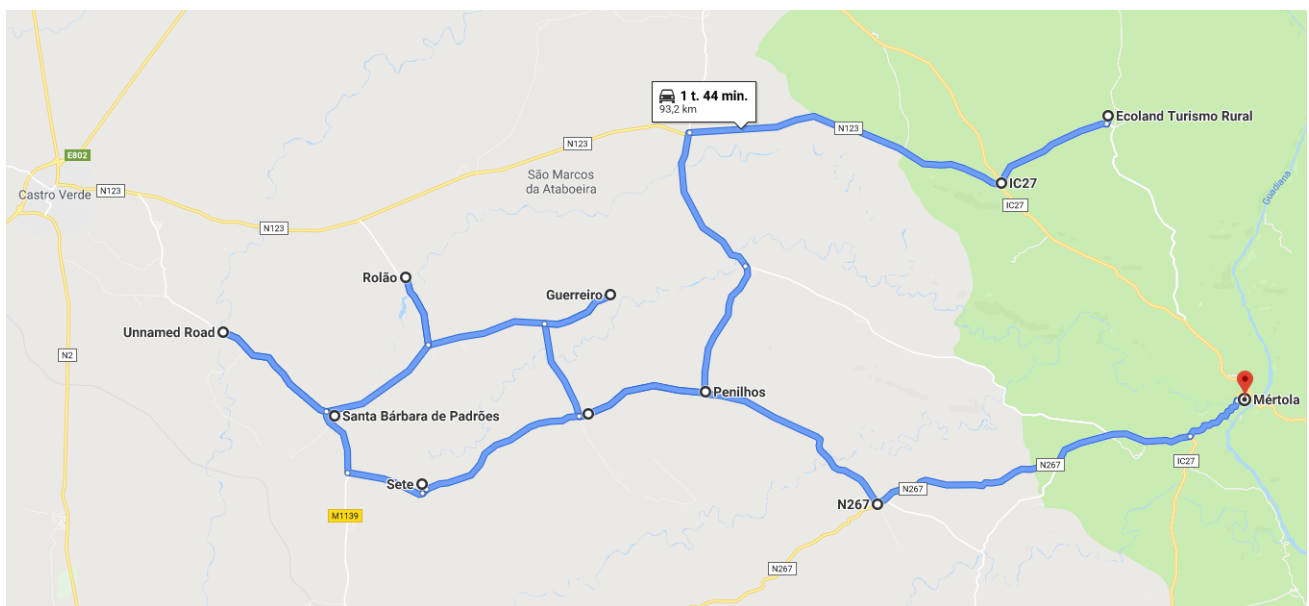 1 t. 44 min.
93,2 km
Ecoland Turismo Rural
N123
N123
E802
São Marcos
da Ataboeira
IC27
Castro Verde
N123
IC27
Guadiana
N123
Rolão
Guerreiro
Unnamed Road
N2
Penilhos
Mértola
Santa Bárbara de Padrões
IC27
N267
Sete
N267
N267
M1139
N267